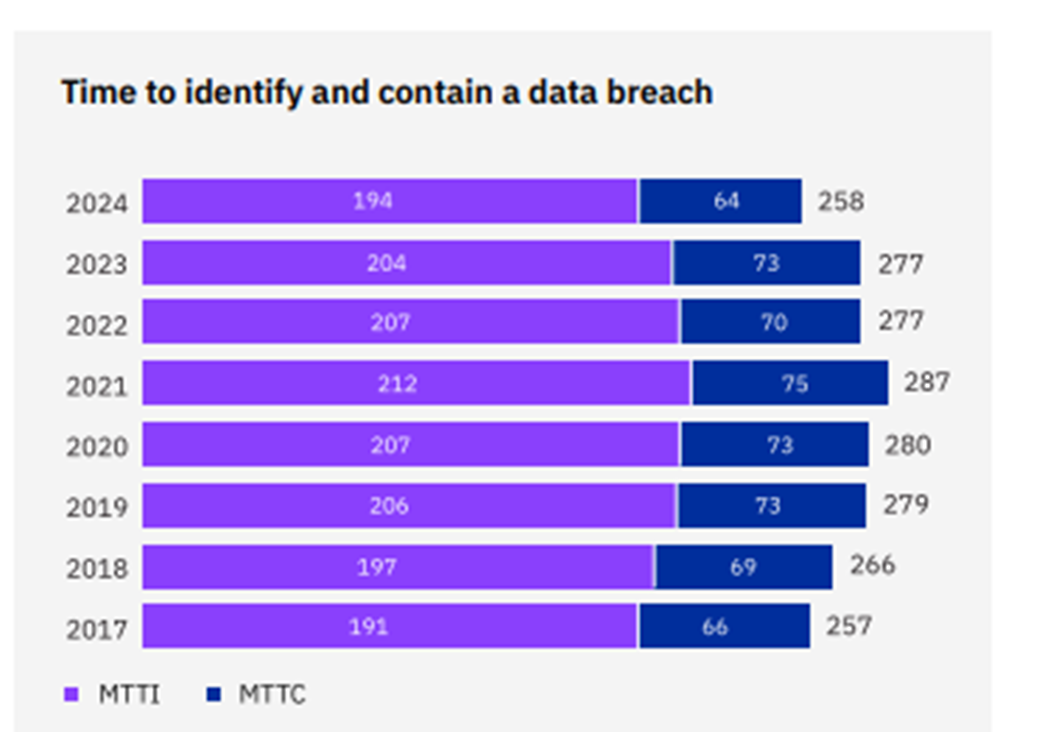 Time to identify and contain a data breach
2024 194 64 258
2023 204 73 277
2022 207 70 277
2021 212 75 287
2020 207 73 280
2019 206 73 279
2018 197 69 266
2017 191 66 257
MTTI MTTC